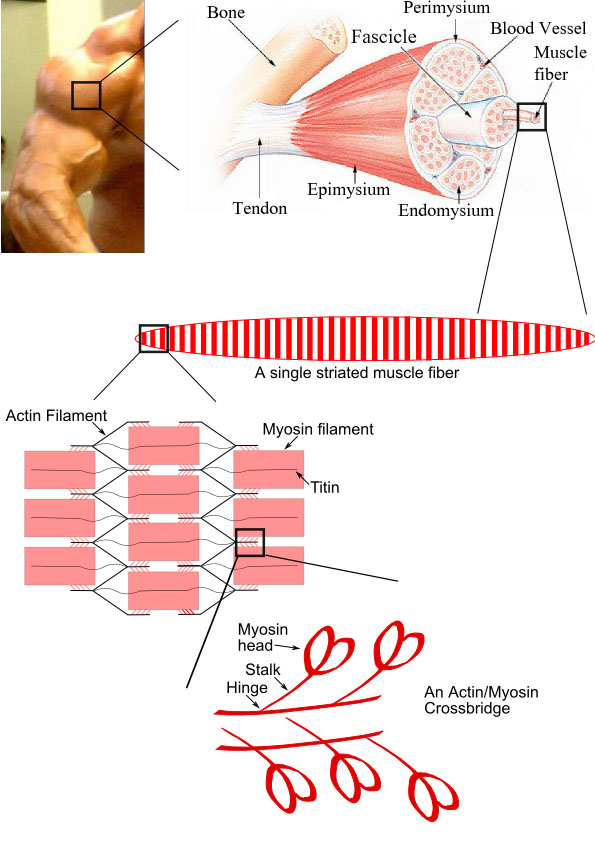 Bone
Perimysium
Blood Vessel
Fascicle
Muscle
fiber
Epimysium
Tendon
Endomysium
A single striated muscle fiber
Actin Filament
Myosin filament
Titin
Myosin
head
Stalk
Hinge
An Actin/Myosin
Crossbridge